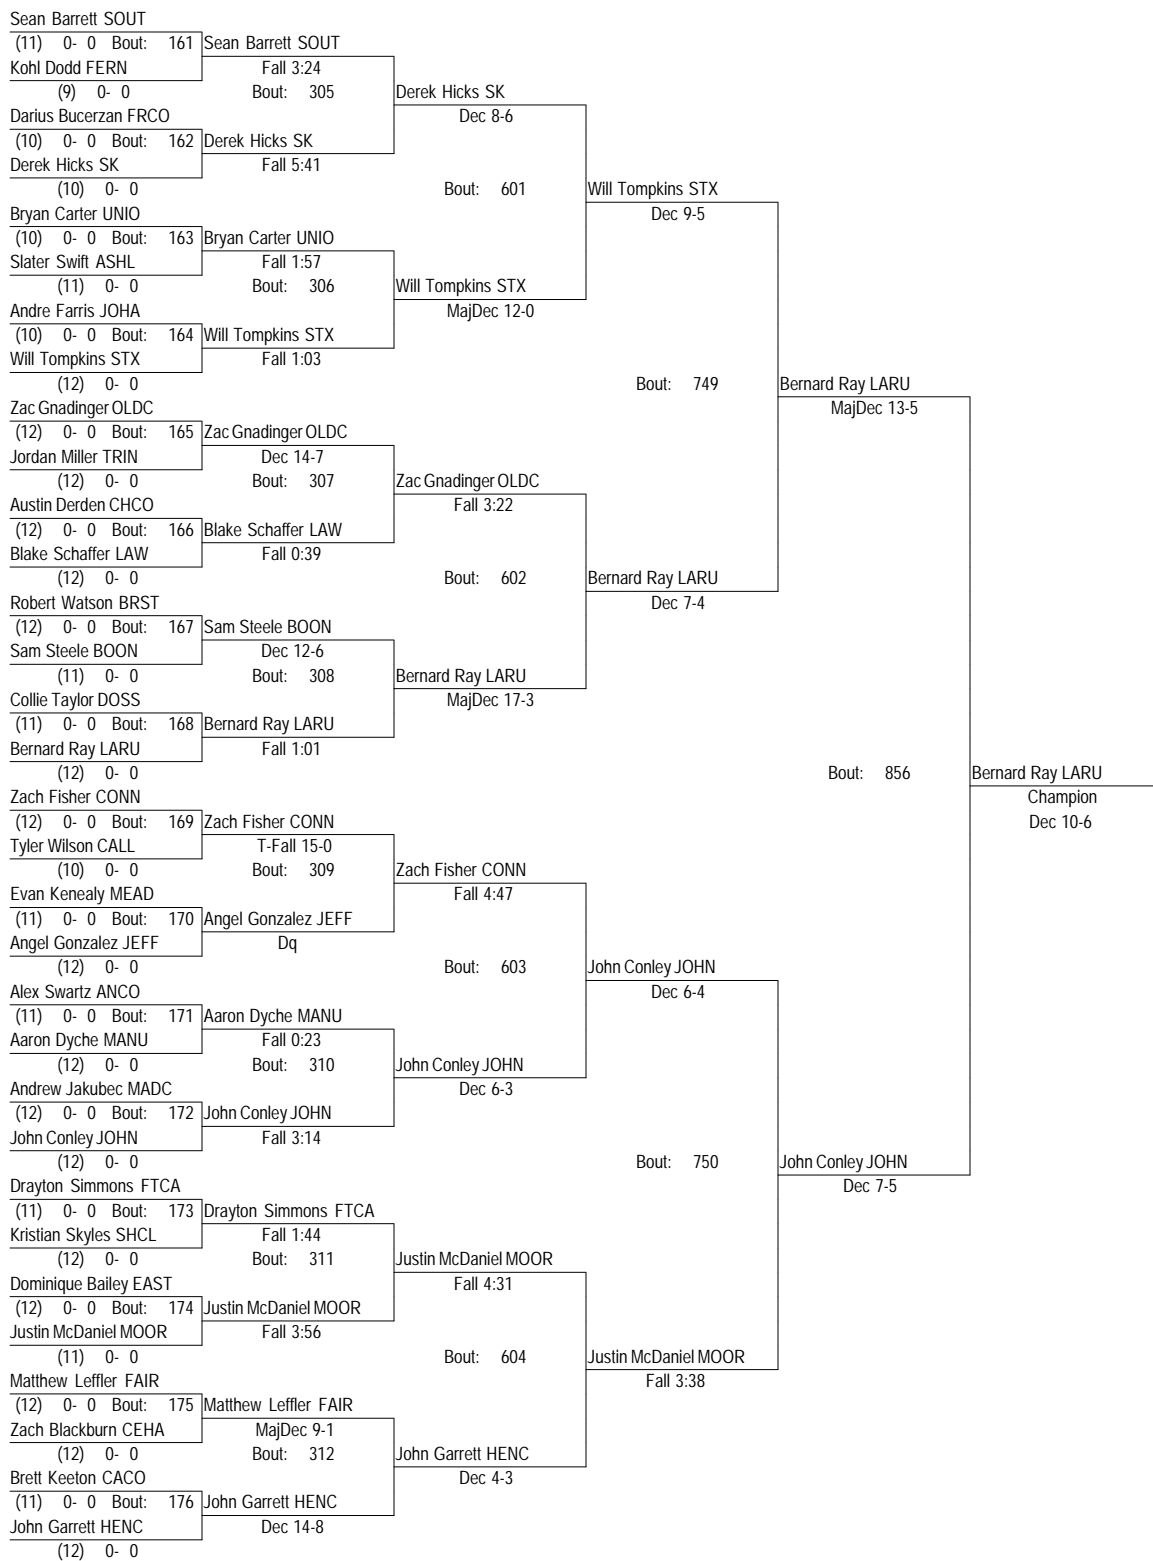 Sean Barrett SOUT
(11) 0- 0 Bout: 161 Sean Barrett SOUT
Kohl Dodd FERN Fall 3:24
(9) 0- 0 Bout: 305 Derek Hicks SK
Darius Bucerzan FRCO Dec 8-6
(10) 0- 0 Bout: 162 Derek Hicks SK
Derek Hicks SK Fall 5:41
(10) 0- 0 Bout: 601 Will Tompkins STX
Bryan Carter UNIO Dec 9-5
(10) 0- 0 Bout: 163 Bryan Carter UNIO
Slater Swift ASHL Fall 1:57
(11) 0- 0 Bout: 306 Will Tompkins STX
Andre Farris JOHA MajDec 12-0
(10) 0- 0 Bout: 164 Will Tompkins STX
Will Tompkins STX Fall 1:03
(12) 0- 0 Bout: 749 Bernard Ray LARU
Zac Gnadinger OLDC MajDec 13-5
(12) 0- 0 Bout: 165 Zac Gnadinger OLDC
Jordan Miller TRIN Dec 14-7
(12) 0- 0 Bout: 307 Zac Gnadinger OLDC
Austin Derden CHCO Fall 3:22
(12) 0- 0 Bout: 166 Blake Schaffer LAW
Blake Schaffer LAW Fall 0:39
(12) 0- 0 Bout: 602 Bernard Ray LARU
Robert Watson BRST Dec 7-4
(12) 0- 0 Bout: 167 Sam Steele BOON
Sam Steele BOON Dec 12-6
(11) 0- 0 Bout: 308 Bernard Ray LARU
Collie Taylor DOSS MajDec 17-3
(11) 0- 0 Bout: 168 Bernard Ray LARU
Bernard Ray LARU Fall 1:01
(12) 0- 0 Bout: 856 Bernard Ray LARU
Zach Fisher CONN Champion
(12) 0- 0 Bout: 169 Zach Fisher CONN Dec 10-6
Tyler Wilson CALL T-Fall 15-0
(10) 0- 0 Bout: 309 Zach Fisher CONN
Evan Kenealy MEAD Fall 4:47
(11) 0- 0 Bout: 170 Angel Gonzalez JEFF
Angel Gonzalez JEFF Dq
(12) 0- 0 Bout: 603 John Conley JOHN
Alex Swartz ANCO Dec 6-4
(11) 0- 0 Bout: 171 Aaron Dyche MANU
Aaron Dyche MANU Fall 0:23
(12) 0- 0 Bout: 310 John Conley JOHN
Andrew Jakubec MADC Dec 6-3
(12) 0- 0 Bout: 172 John Conley JOHN
John Conley JOHN Fall 3:14
(12) 0- 0 Bout: 750 John Conley JOHN
Drayton Simmons FTCA Dec 7-5
(11) 0- 0 Bout: 173 Drayton Simmons FTCA
Kristian Skyles SHCL Fall 1:44
(12) 0- 0 Bout: 311 Justin McDaniel MOOR
Dominique Bailey EAST Fall 4:31
(12) 0- 0 Bout: 174 Justin McDaniel MOOR
Justin McDaniel MOOR Fall 3:56
(11) 0- 0 Bout: 604 Justin McDaniel MOOR
Matthew Leffler FAIR Fall 3:38
(12) 0- 0 Bout: 175 Matthew Leffler FAIR
Zach Blackburn CEHA MajDec 9-1
(12) 0- 0 Bout: 312 John Garrett HENC
Brett Keeton CACO Dec 4-3
(11) 0- 0 Bout: 176 John Garrett HENC
John Garrett HENC Dec 14-8
(12) 0- 0